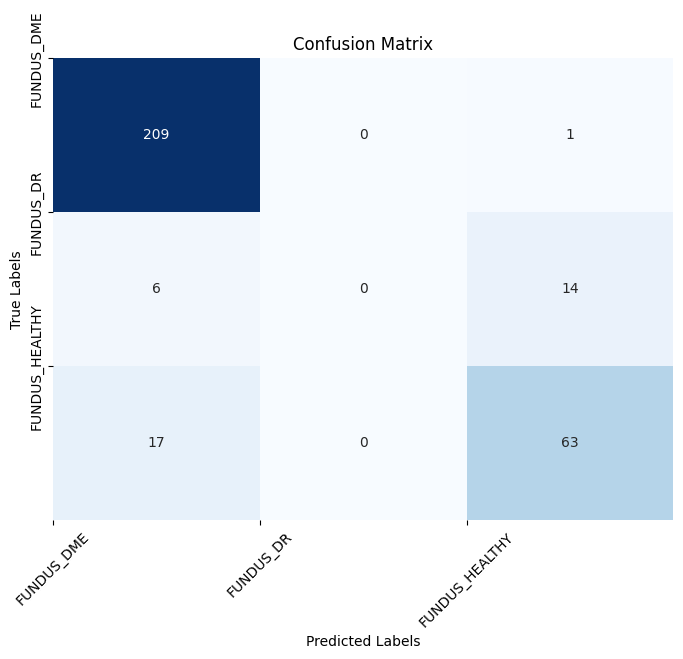 Confusion Matrix
True Labels
FUNDUS_DME
209
0
1
FUNDUS_DR
6
0
14
FUNDUS_HEALTHY
17
0
63
FUNDUS_DME
FUNDUS_DR
FUNDUS_HEALTHY
Predicted Labels